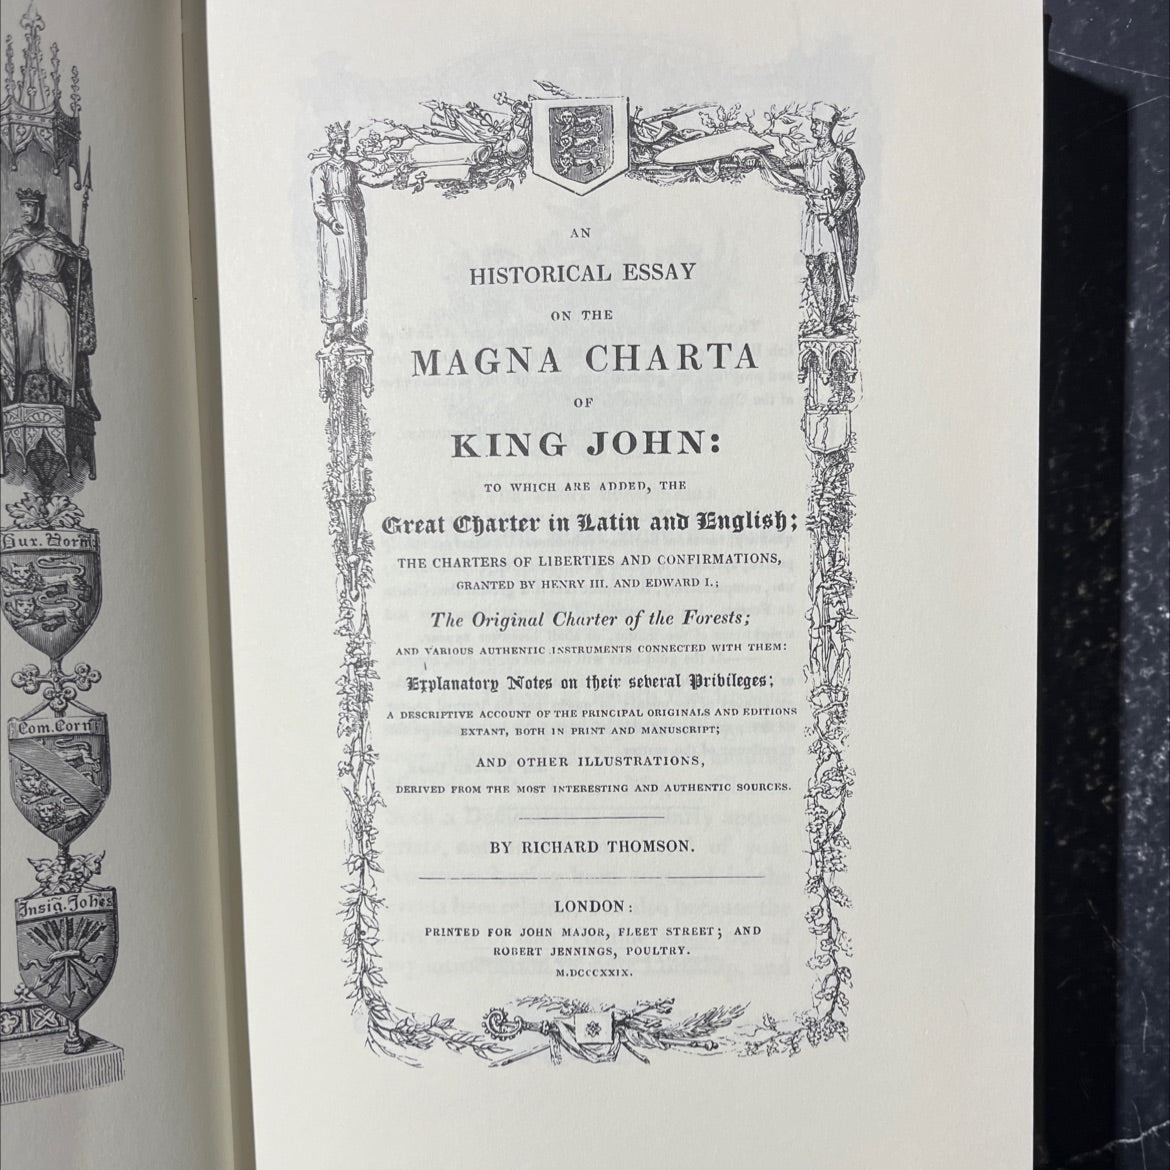 Dux. Norm
Com. Corn
Insig. Johes
AN
HISTORICAL ESSAY
ON THE
MAGNA CHARTA
OF
KING JOHN:
TO WHICH ARE ADDED, THE
Great Charter in Latin and English;
THE CHARTERS OF LIBERTIES AND CONFIRMATIONS,
GRANTED BY HENRY III. AND EDWARD I.;
The Original Charter of the Forests;
AND VARIOUS AUTHENTIC INSTRUMENTS CONNECTED WITH THEM:
Explanatory Notes on their several Privileges;
A DESCRIPTIVE ACCOUNT OF THE PRINCIPAL ORIGINALS AND EDITIONS
EXTANT, BOTH IN PRINT AND MANUSCRIPT;
AND OTHER ILLUSTRATIONS,
DERIVED FROM THE MOST INTERESTING AND AUTHENTIC SOURCES.
BY RICHARD THOMSON.
LONDON:
PRINTED FOR JOHN MAJOR, FLEET STREET; AND
ROBERT JENNINGS, POULTRY.
M.DCCCXXIX.